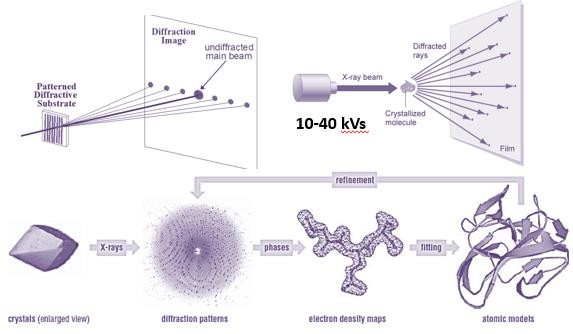 Diffraction
Image
undiffracted
main beam
Patterned
Diffractive
Substrate
Diffracted
rays
X-ray beam
Crystallized
molecule
10-40 kVs
Film
refinement
X-rays
phases
fitting
crystals (enlarged view)
diffraction patterns
electron density maps
atomic models